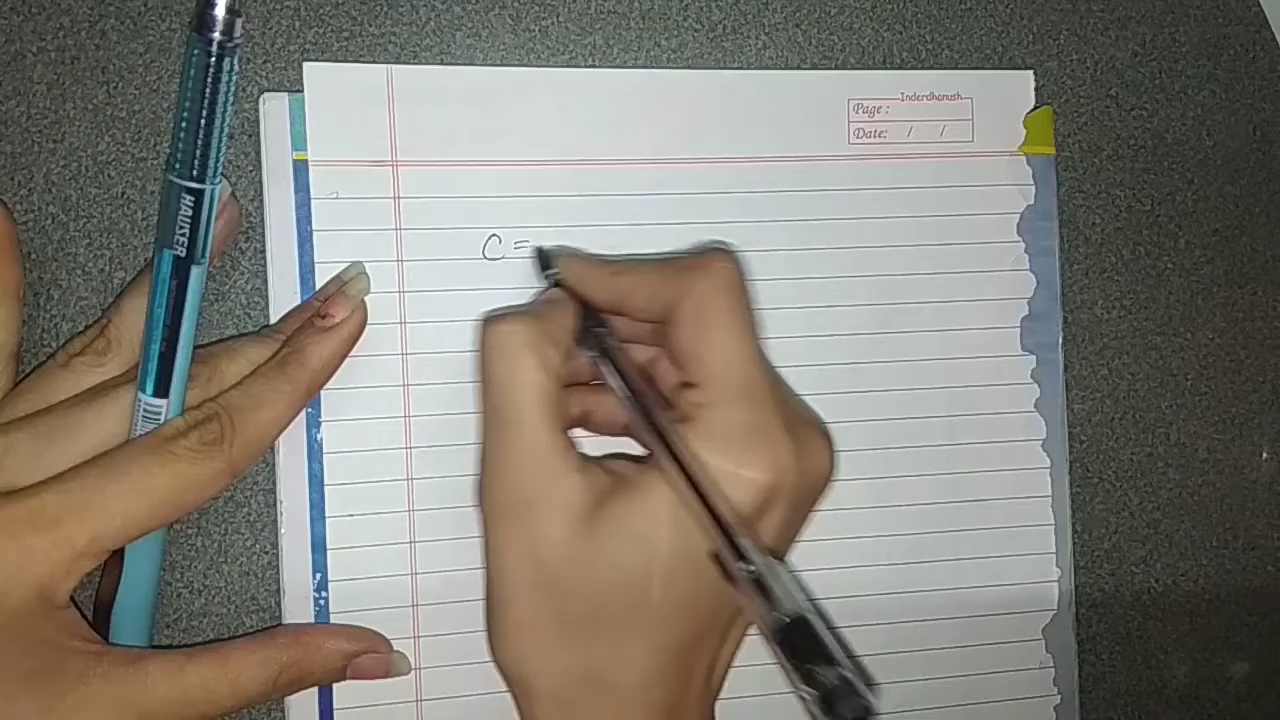 Inderdhanush
Page :
Date: / /
C =
HAUSER